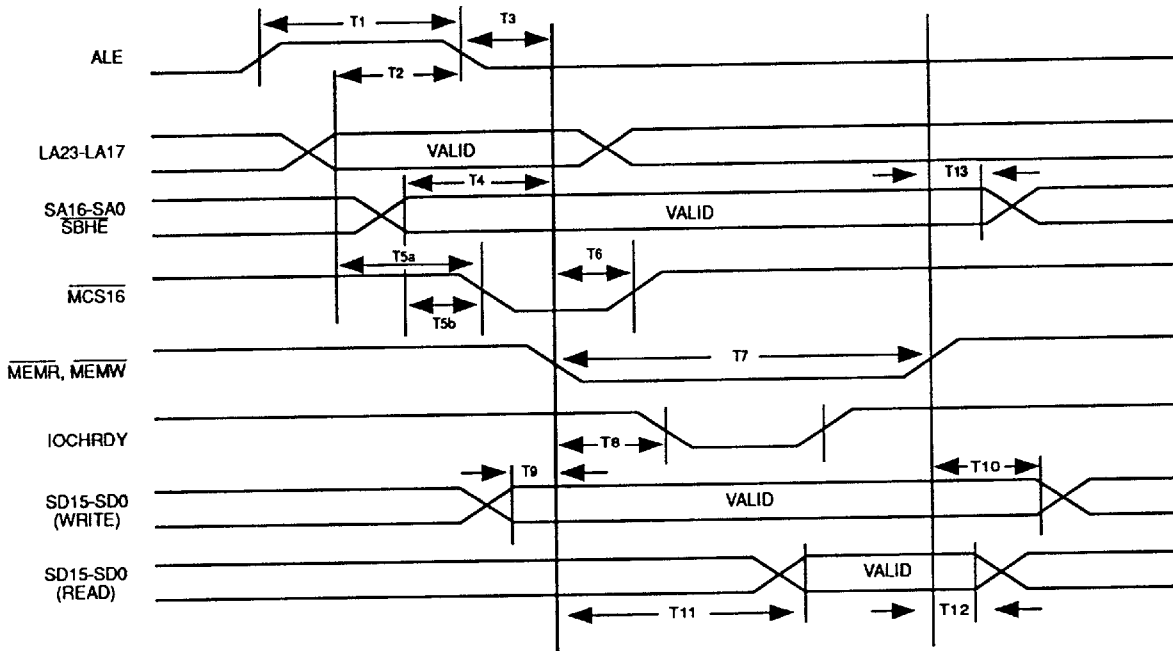 T1
T3
ALE
T2
LA23-LA17
VALID
T13
T4
SA16-SA0
SBHE
VALID
T5a
T6
MCS16
T5b
T7
MEMR, MEMW
IOCHRDY
T8
T9
T10
SD15-SD0
(WRITE)
VALID
SD15-SD0
(READ)
VALID
T11
T12